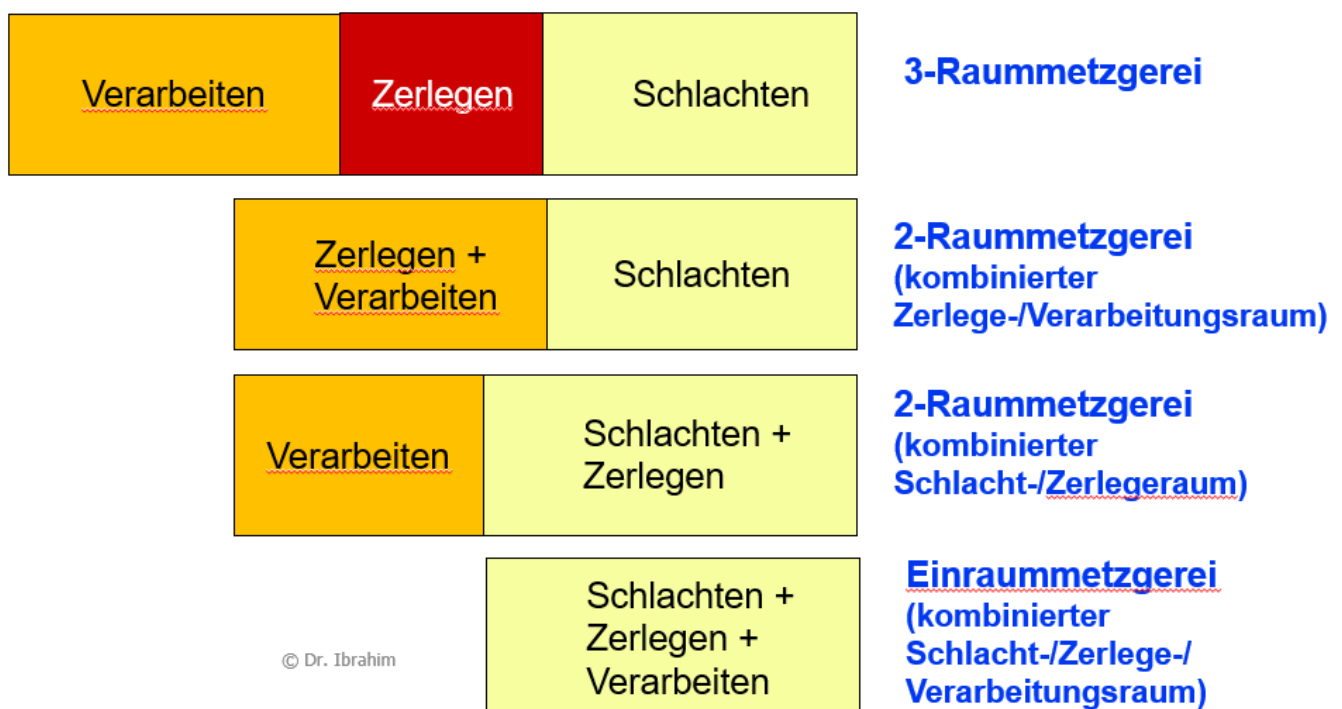 Verarbeiten
Zerlegen
Schlachten
3-Raummetzgerei
Zerlegen +
Verarbeiten
Schlachten
2-Raummetzgerei
(kombinierter
Zerlege-/Verarbeitungsraum)
Verarbeiten
Schlachten +
Zerlegen
2-Raummetzgerei
(kombinierter
Schlacht-/Zerlegeraum)
Schlachten +
Zerlegen +
Verarbeiten
Einraummetzgerei
(kombinierter
Schlacht-/Zerlege-/
Verarbeitungsraum)
© Dr. Ibrahim